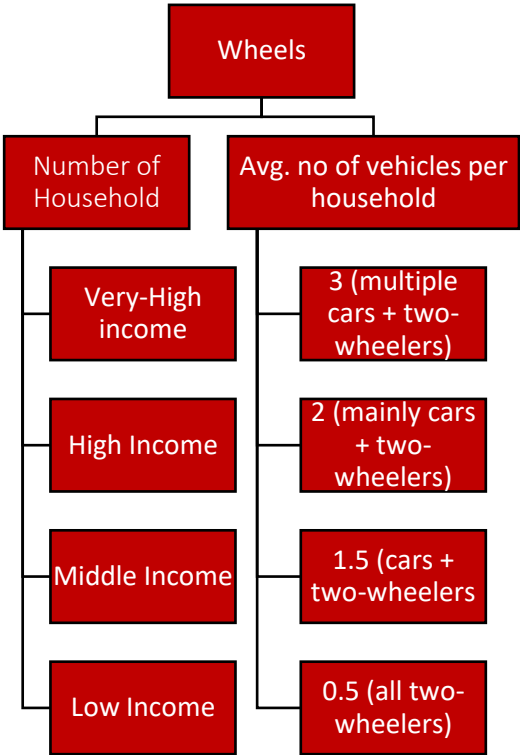 Wheels
Number of
Household
Avg. no of vehicles per
household
Very-High
income
3 (multiple
cars + two-
wheelers)
High Income
2 (mainly cars
+ two-
wheelers)
Middle Income
1.5 (cars +
two-wheelers
Low Income
0.5 (all two-
wheelers)